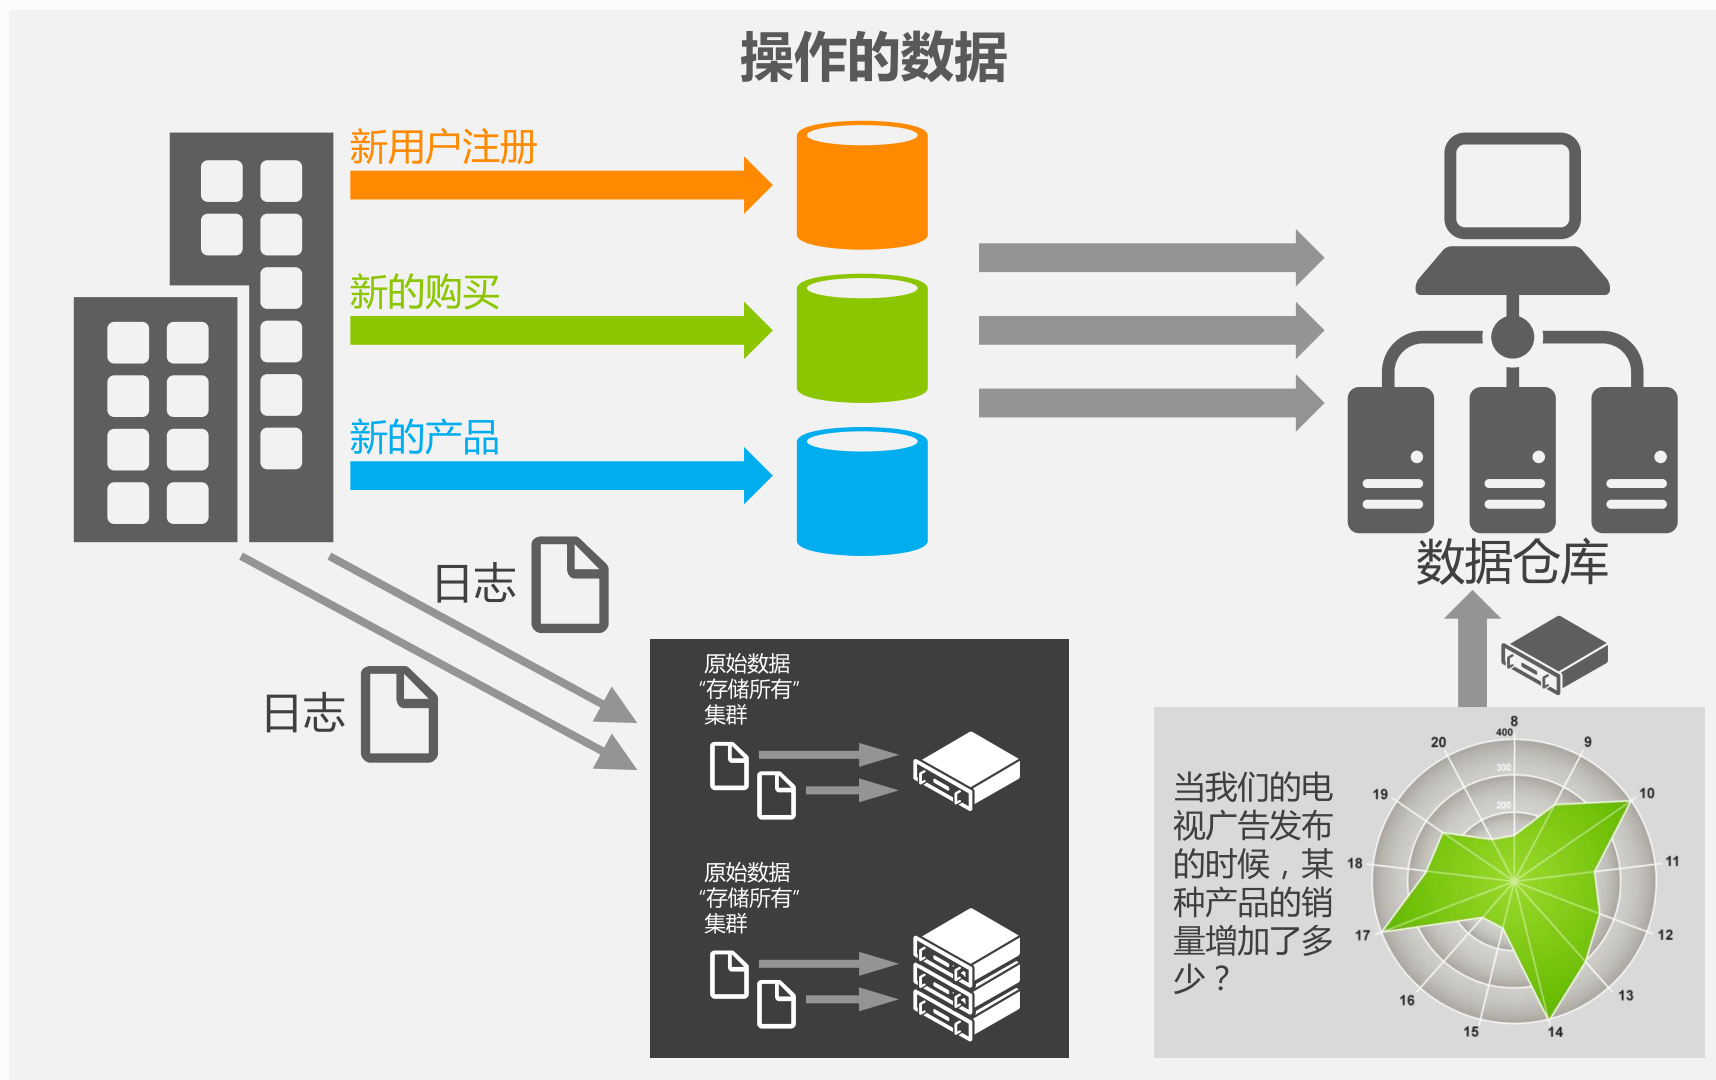 操作的数据
新用户注册
新的购买
新的产品
日志
日志
数据仓库
原始数据
“存储所有”
集群
原始数据
“存储所有”
集群
当我们的电
视广告发布
的时候，某
种产品的销
量增加了多
少？
8
400
300
200
9
10
11
12
13
14
15
16
17
18
19
20